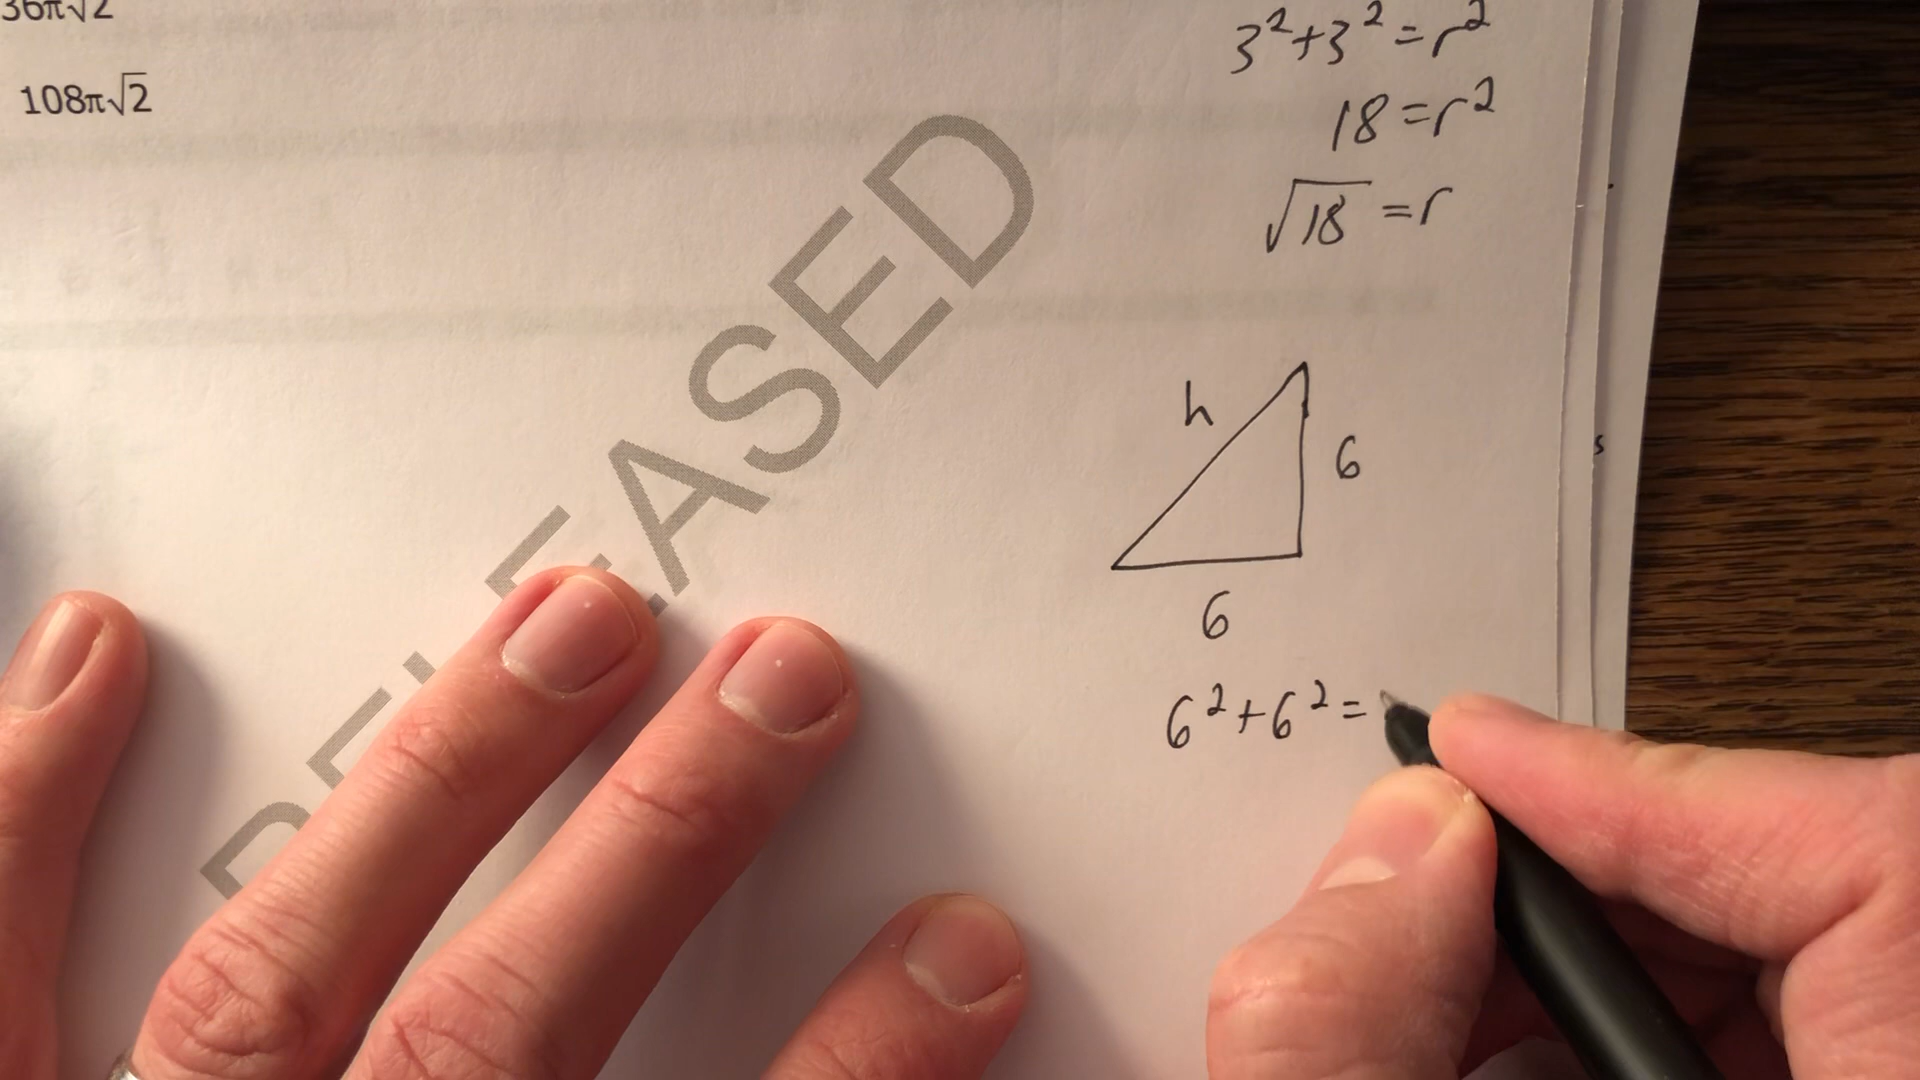 36π√2
108π√2
3²+3²=r²
18=r²
√18=r
RELEASED
h
6
6
6²+6²=
s